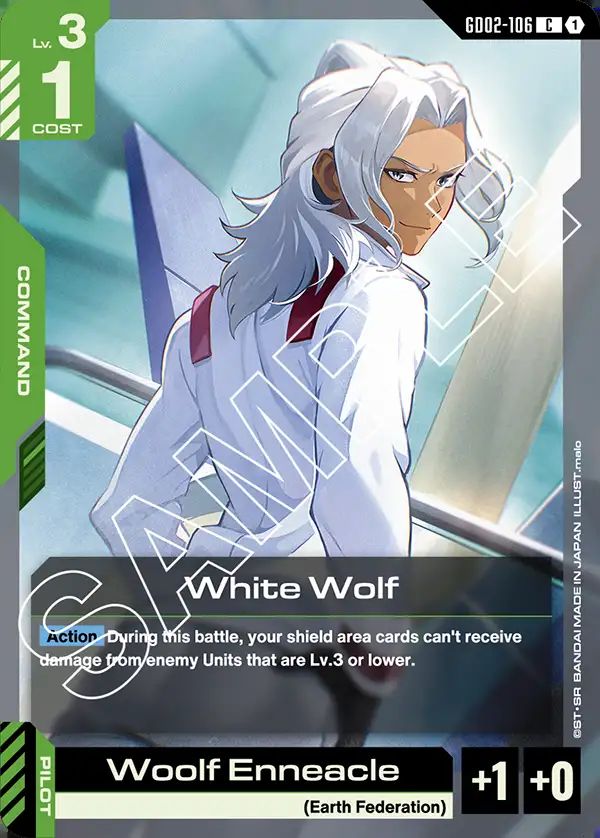 Lv. 3
GD02-106 C 1
1
COST
COMMAND
SAMPLE
White Wolf
Action During this battle, your shield area cards can't receive
damage from enemy Units that are Lv.3 or lower.
©ST・SR BANDAI MADE IN JAPAN ILLUST.malo
PILOT
Woolf Enneacle
+1 +0
(Earth Federation)